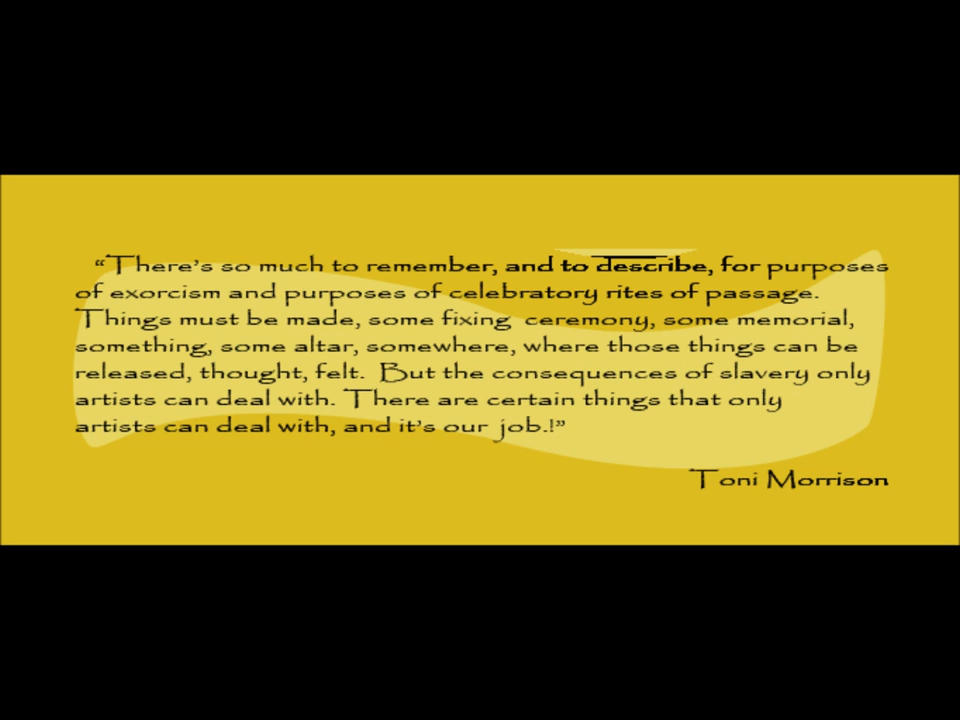 “There’s so much to remember, and to describe, for purposes
of exorcism and purposes of celebratory rites of passage.
Things must be made, some fixing ceremony, some memorial,
something, some altar, somewhere, where those things can be
released, thought, felt. But the consequences of slavery only
artists can deal with. There are certain things that only
artists can deal with, and it’s our job.!”
Toni Morrison